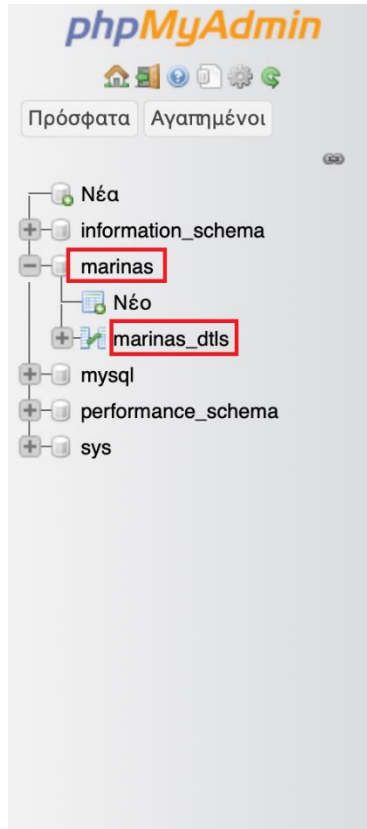 phpMyAdmin
Πρόσφατα Αγαπημένοι
Νέα
information_schema
marinas
Νέο
marinas_dtls
mysql
performance_schema
sys